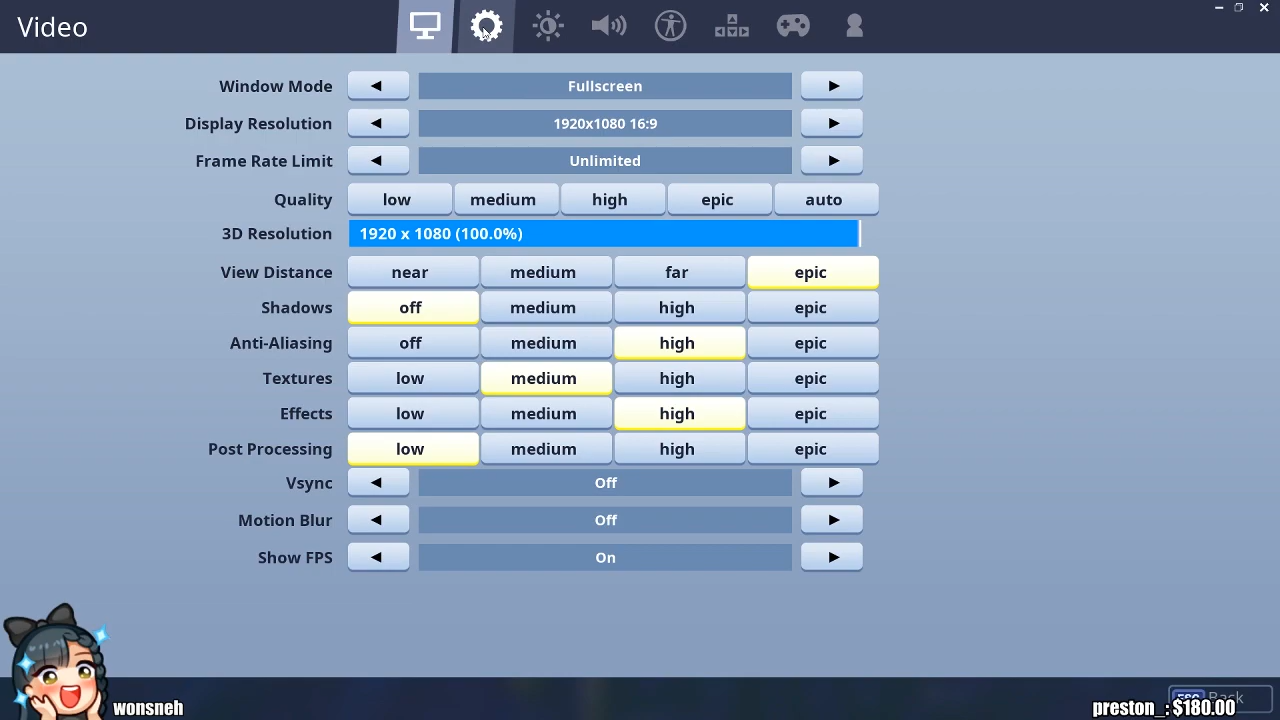 Video
Window Mode ◄ Fullscreen ►
Display Resolution ◄ 1920x1080 16:9 ►
Frame Rate Limit ◄ Unlimited ►
Quality low medium high epic auto
3D Resolution 1920 x 1080 (100.0%)
View Distance near medium far epic
Shadows off medium high epic
Anti-Aliasing off medium high epic
Textures low medium high epic
Effects low medium high epic
Post Processing low medium high epic
Vsync ◄ Off ►
Motion Blur ◄ Off ►
Show FPS ◄ On ►
ESC Back
wonsneh
preston_: $180.00